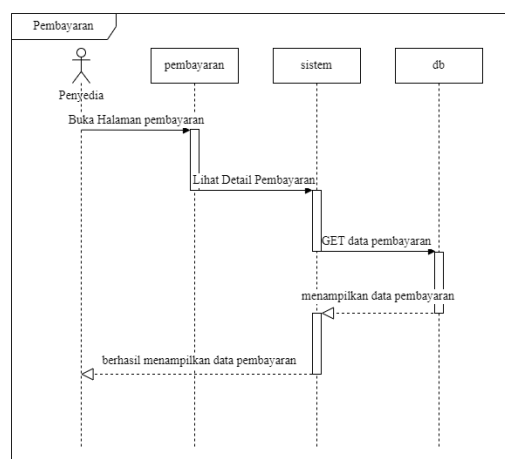 Pembayaran
pembayaran
sistem
db
Penyedia
Buka Halaman pembayaran
Lihat Detail Pembayaran
GET data pembayaran
menampilkan data pembayaran
berhasil menampilkan data pembayaran